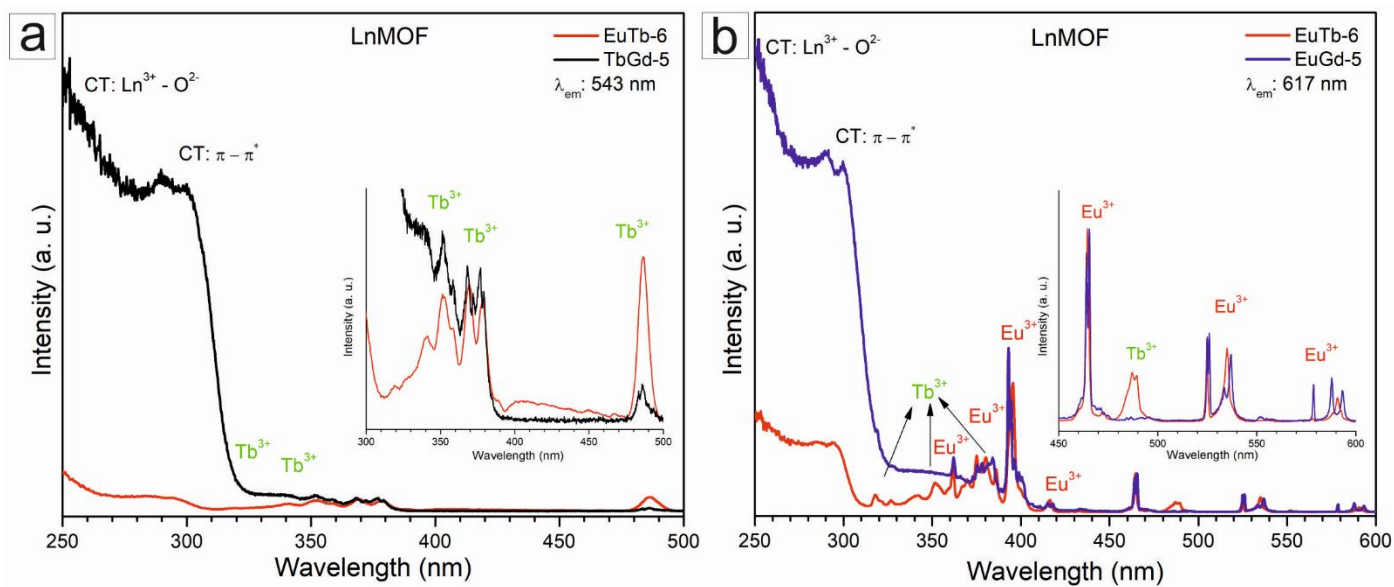 a
LnMOF
EuTb-6
TbGd-5
λem: 543 nm
CT: Ln3+ - O2-
CT: π – π*
Tb3+
Tb3+
Tb3+
Tb3+
Tb3+
Intensity (a. u.)
Wavelength (nm)
300 350 400 450 500
Intensity (a. u.)
250 300 350 400 450 500
Wavelength (nm)
b
LnMOF
EuTb-6
EuGd-5
λem: 617 nm
CT: Ln3+ - O2-
CT: π – π*
Tb3+
Eu3+
Eu3+
Eu3+
Eu3+
Eu3+
Tb3+
Eu3+
Eu3+
Intensity (a. u.)
450 500 550 600
Wavelength (nm)
Intensity (a. u.)
250 300 350 400 450 500 550 600
Wavelength (nm)